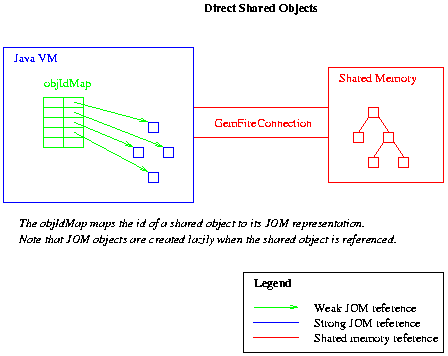 Direct Shared Objects
Java VM
objIdMap
Shared Memory
GemFireConnection
The objIdMap maps the id of a shared object to its JOM representation.
Note that JOM objects are created lazily when the shared object is referenced.
Legend
Weak JOM reference
Strong JOM reference
Shared memory reference